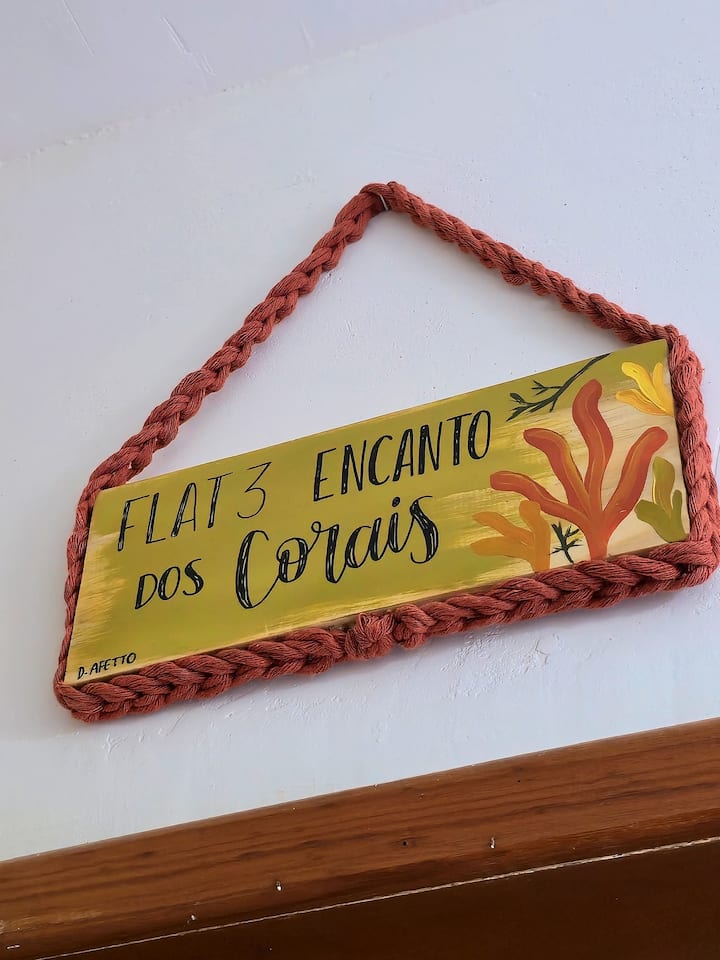 FLAT 3 ENCANTO
DOS Corais
D. AFETTO